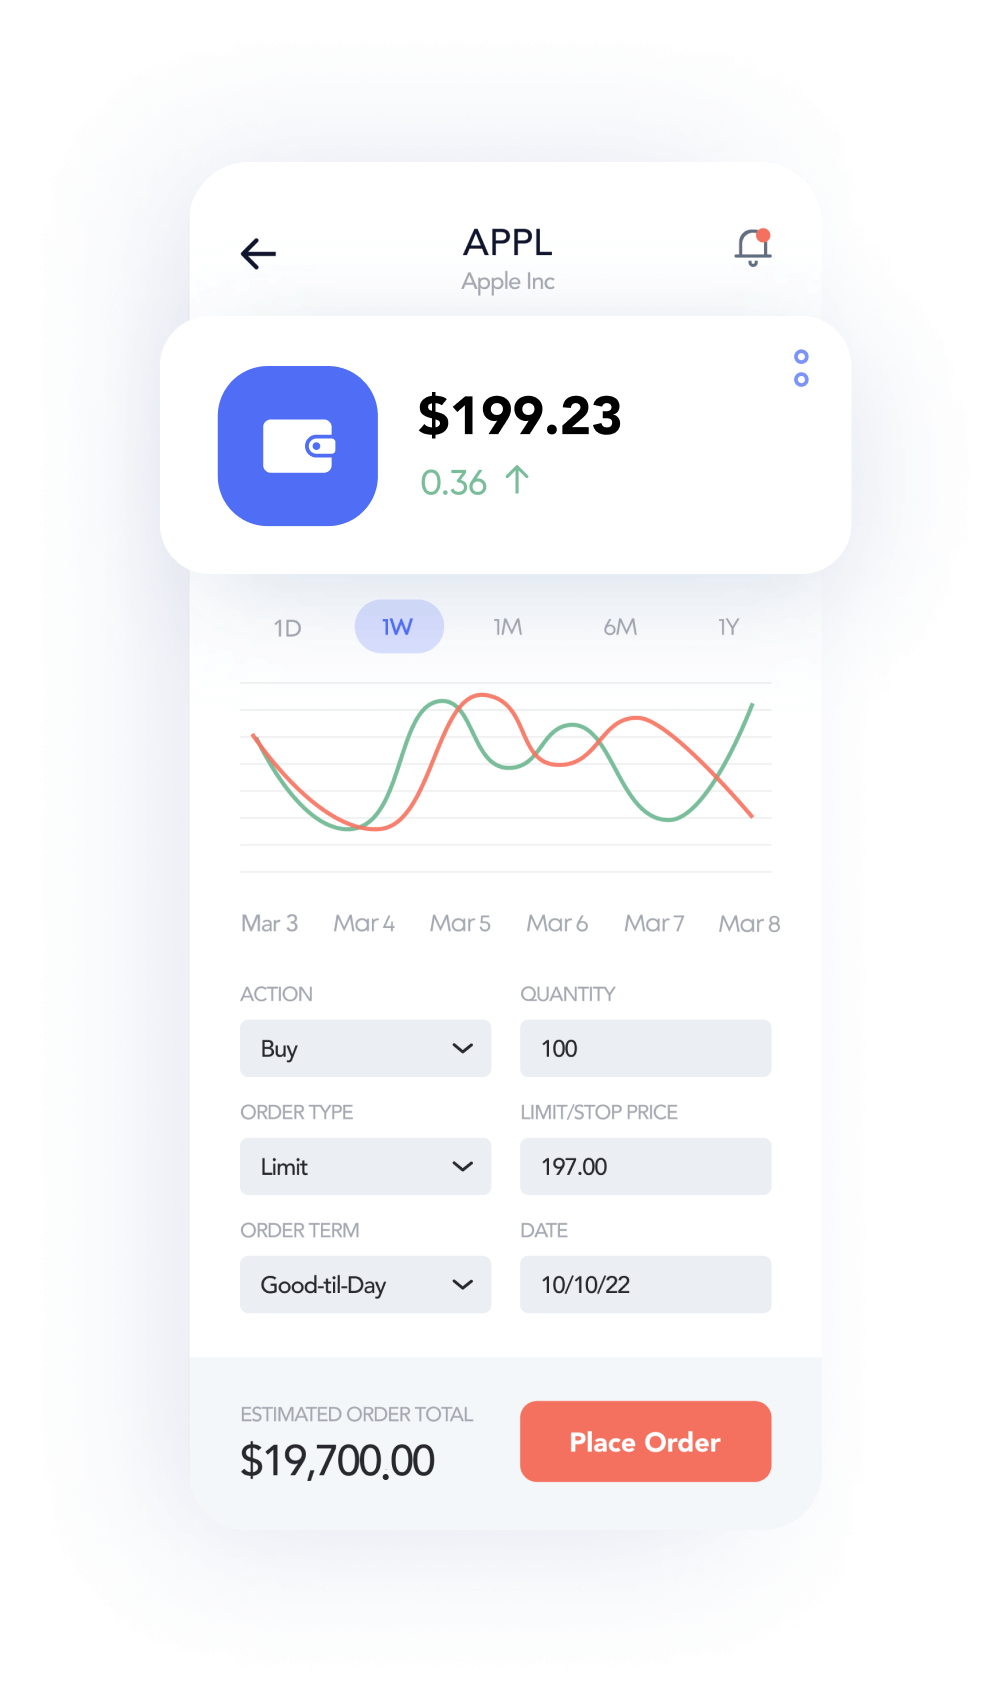 APPL
Apple Inc
$199.23
0.36
1D 1W 1M 6M 1Y
Mar 3 Mar 4 Mar 5 Mar 6 Mar 7 Mar 8
ACTION QUANTITY
Buy 100
ORDER TYPE LIMIT/STOP PRICE
Limit 197.00
ORDER TERM DATE
Good-til-Day 10/10/22
ESTIMATED ORDER TOTAL
$19,700.00
Place Order